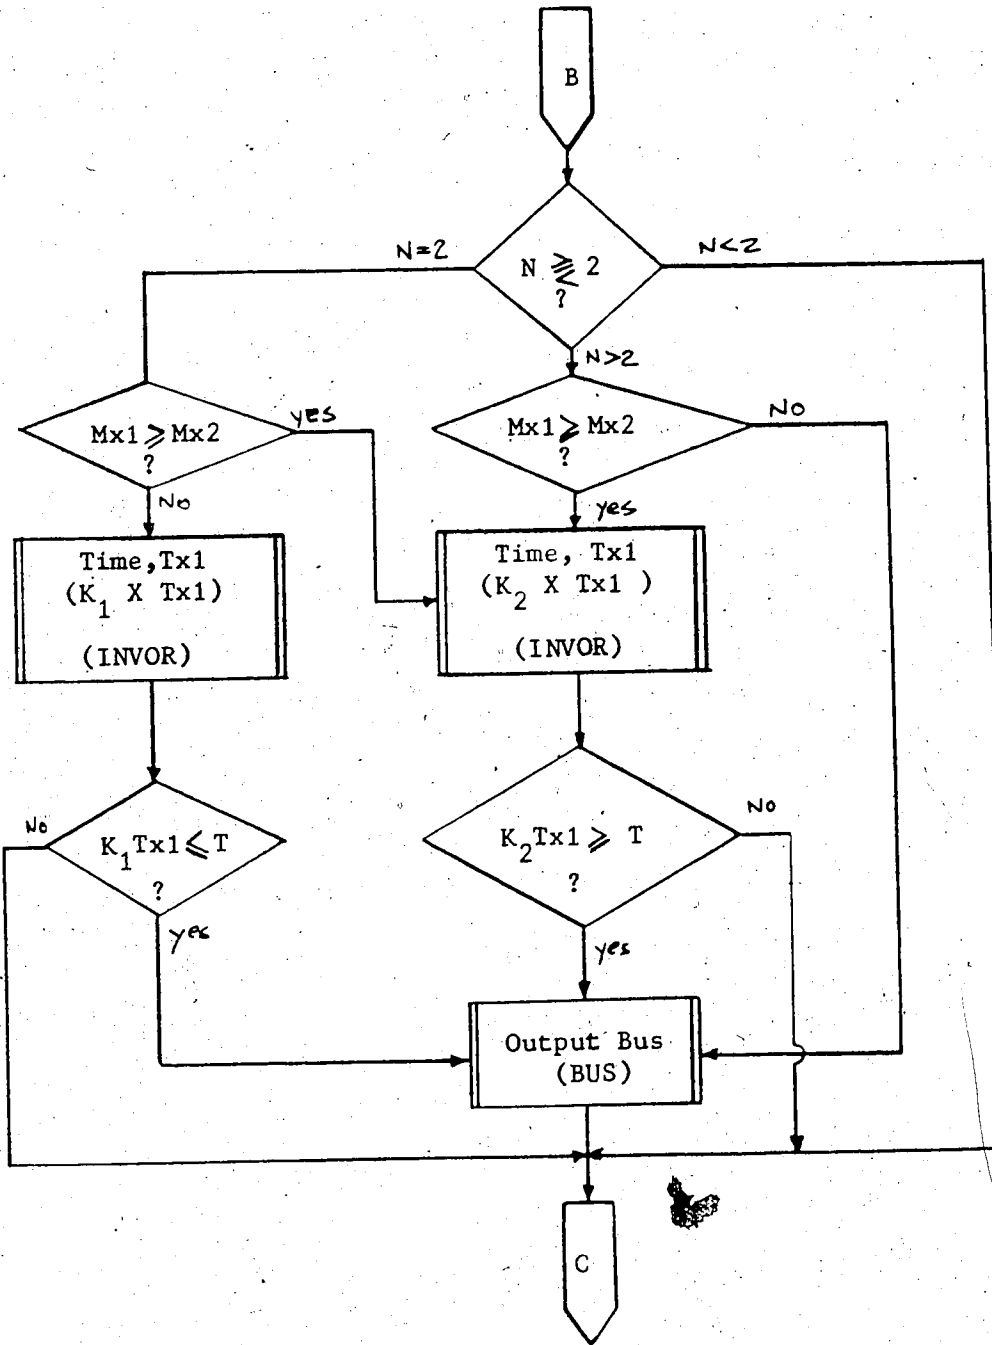 B
N=2
N<2
N ⋛ 2
?
N>2
Mx1 ⩾ Mx2
?
yes
No
Mx1 ⩾ Mx2
?
No
yes
Time,Tx1
(K₁ X Tx1)
(INVOR)
Time, Tx1
(K₂ X Tx1 )
(INVOR)
No
K₁Tx1 ⩽ T
?
yes
K₂Tx1 ⩾ T
?
No
yes
Output Bus
(BUS)
C